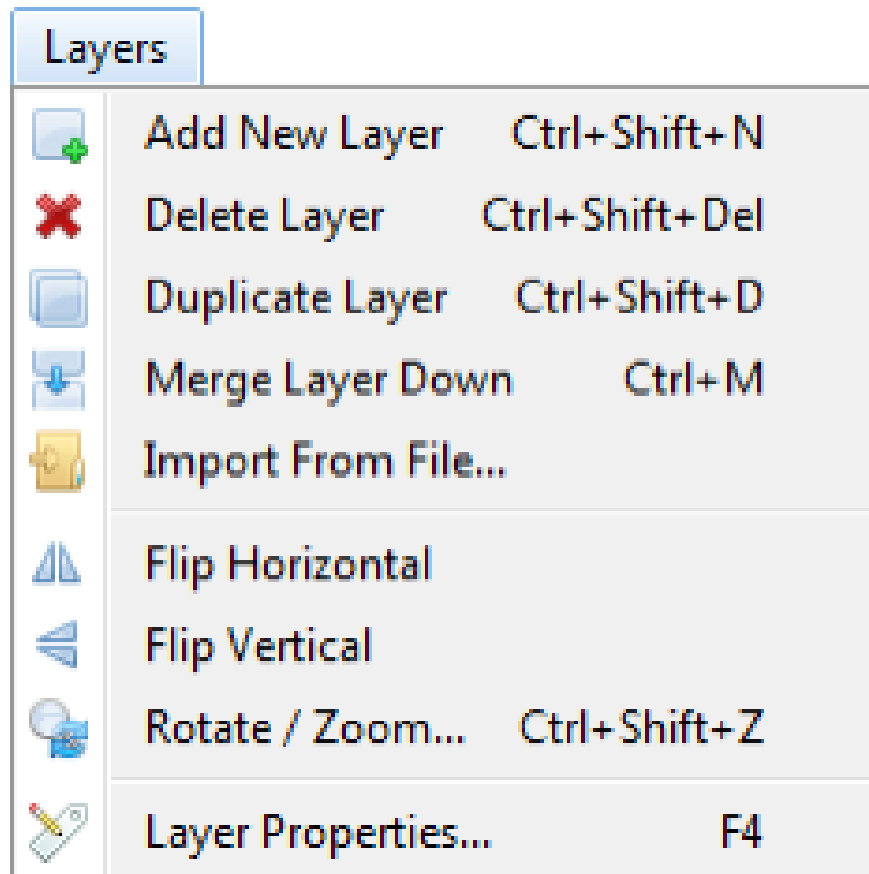 Layers
Add New Layer Ctrl+Shift+N
Delete Layer Ctrl+Shift+Del
Duplicate Layer Ctrl+Shift+D
Merge Layer Down Ctrl+M
Import From File...
Flip Horizontal
Flip Vertical
Rotate / Zoom... Ctrl+Shift+Z
Layer Properties... F4